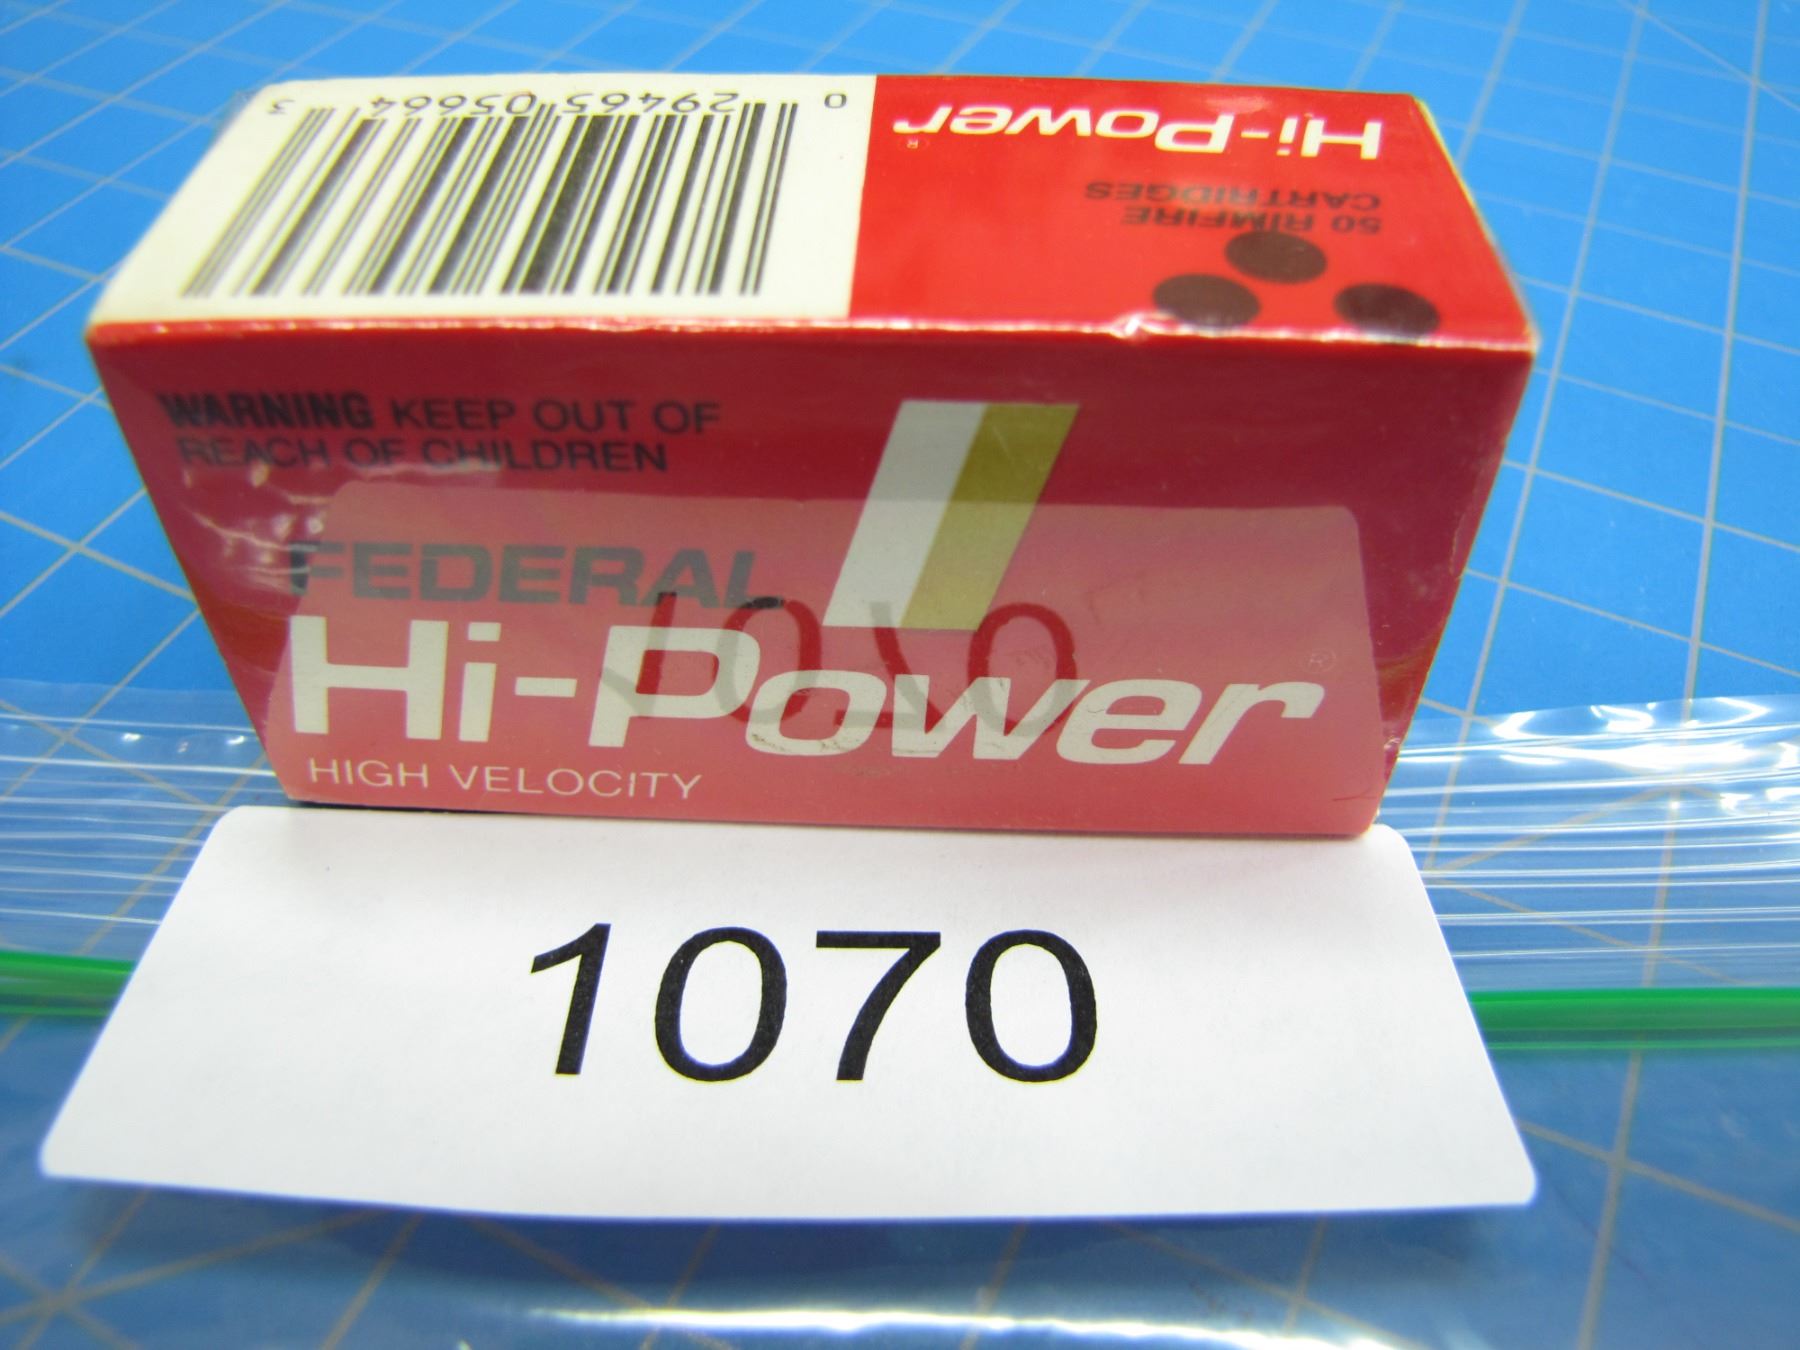 0 29465 05664 3
Hi-Power®
50 RIMFIRE
CARTRIDGES
WARNING KEEP OUT OF
REACH OF CHILDREN
FEDERAL
Hi-Power®
HIGH VELOCITY
1070
1070